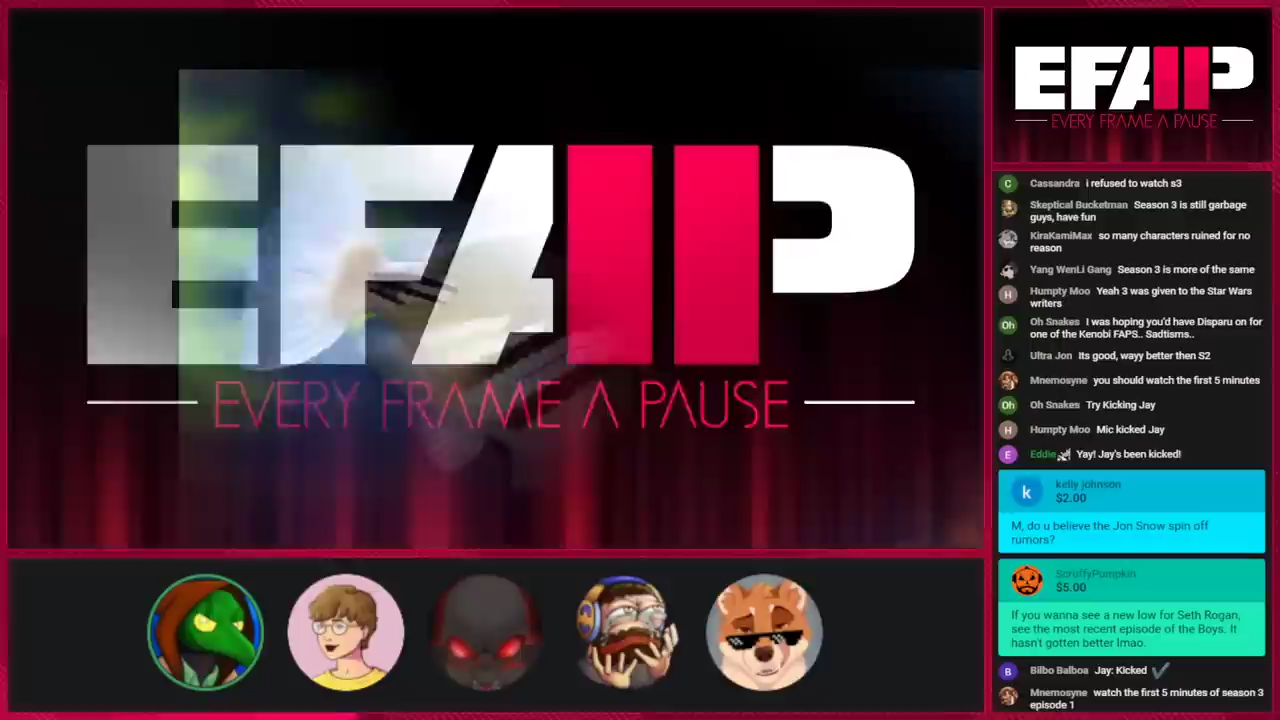 EFAP
EVERY FRAME A PAUSE
EFAP
EVERY FRAME A PAUSE
C Cassandra i refused to watch s3
Skeptical Bucketman Season 3 is still garbage
guys, have fun
KiraKamiMax so many characters ruined for no
reason
Yang WenLi Gang Season 3 is more of the same
H Humpty Moo Yeah 3 was given to the Star Wars
writers
Oh Oh Snakes I was hoping you'd have Disparu on for
one of the Kenobi FAPS.. Sadtisms..
Ultra Jon Its good, wayy better then S2
Mnemosyne you should watch the first 5 minutes
Oh Oh Snakes Try Kicking Jay
H Humpty Moo Mic kicked Jay
E Eddie Yay! Jay's been kicked!
k kelly johnson
$2.00
M, do u believe the Jon Snow spin off
rumors?
ScruffyPumpkin
$5.00
If you wanna see a new low for Seth Rogan,
see the most recent episode of the Boys. It
hasn't gotten better lmao.
B Bilbo Balboa Jay: Kicked ✔
Mnemosyne watch the first 5 minutes of season 3
episode 1